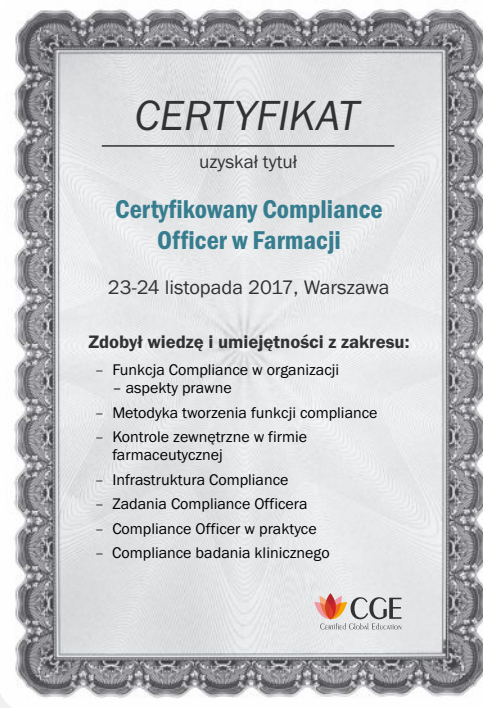 CERTYFIKAT
uzyskał tytuł
Certyfikowany Compliance
Officer w Farmacji
23-24 listopada 2017, Warszawa
Zdobył wiedzę i umiejętności z zakresu:
– Funkcja Compliance w organizacji
– aspekty prawne
– Metodyka tworzenia funkcji compliance
– Kontrole zewnętrzne w firmie
farmaceutycznej
– Infrastruktura Compliance
– Zadania Compliance Officera
– Compliance Officer w praktyce
– Compliance badania klinicznego
CGE
Certified Global Education